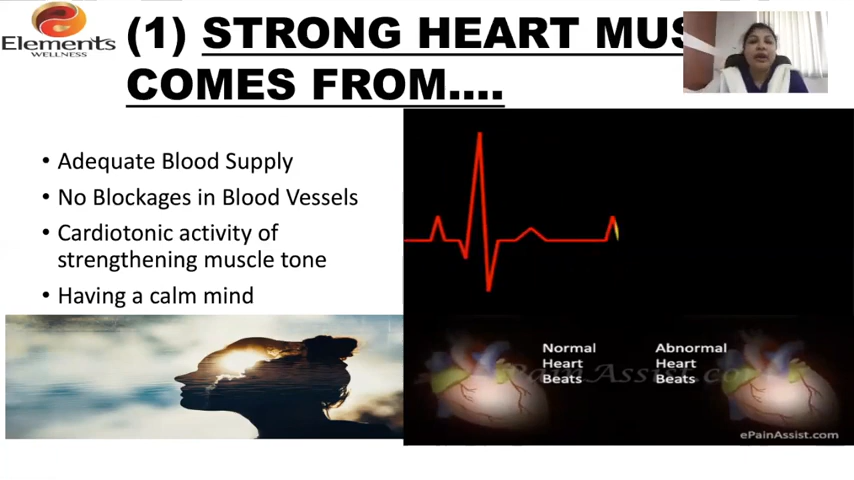 Elements
WELLNESS
(1) STRONG HEART
COMES FROM....
• Adequate Blood Supply
• No Blockages in Blood Vessels
• Cardiotonic activity of
strengthening muscle tone
• Having a calm mind
Normal
Heart
Beats
Abnormal
Heart
Beats
ePainAssist.com